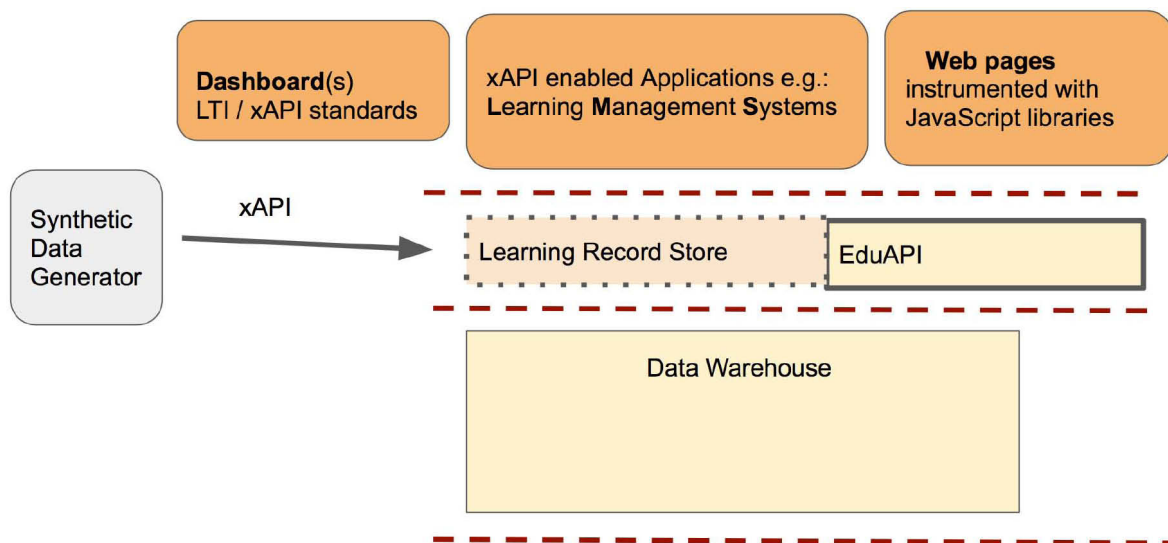 Dashboard(s)
LTI / xAPI standards
xAPI enabled Applications e.g.:
Learning Management Systems
Web pages
instrumented with
JavaScript libraries
Synthetic
Data
Generator
xAPI
Learning Record Store
EduAPI
Data Warehouse